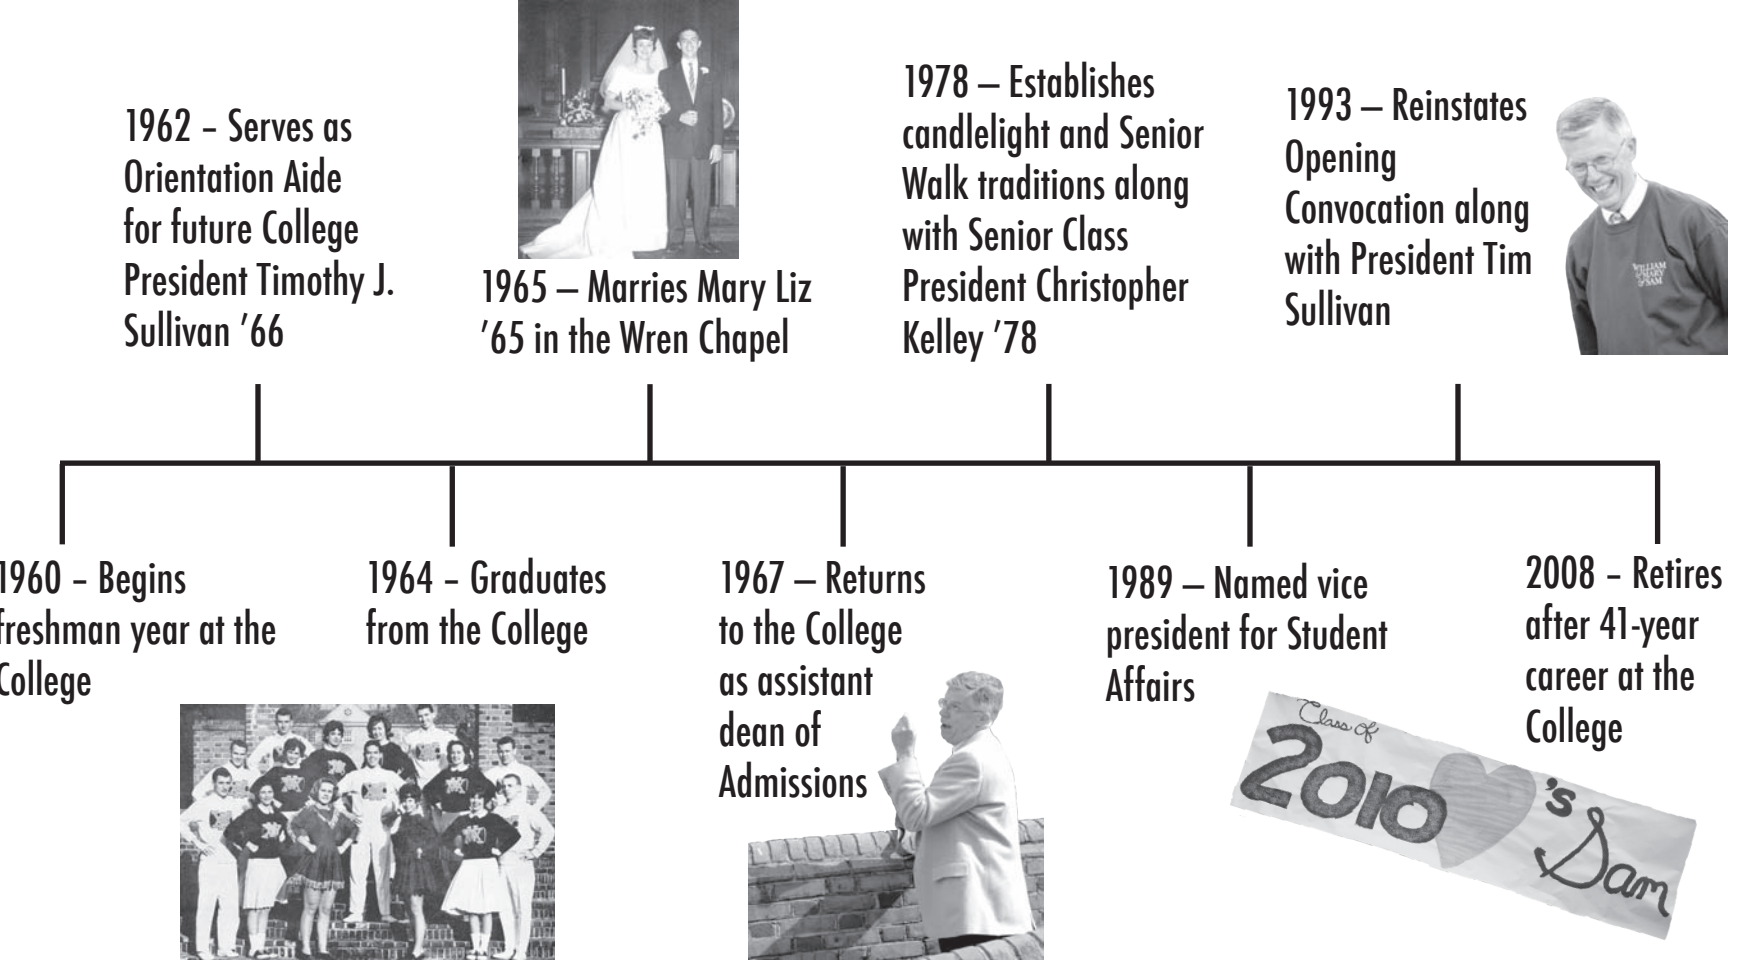 1962 – Serves as
Orientation Aide
for future College
President Timothy J.
Sullivan ’66
1965 – Marries Mary Liz
’65 in the Wren Chapel
1978 – Establishes
candlelight and Senior
Walk traditions along
with Senior Class
President Christopher
Kelley ’78
1993 – Reinstates
Opening
Convocation along
with President Tim
Sullivan
WILLIAM
& MARY
& SAM
1960 – Begins
freshman year at the
College
1964 – Graduates
from the College
1967 – Returns
to the College
as assistant
dean of
Admissions
1989 – Named vice
president for Student
Affairs
2008 – Retires
after 41-year
career at the
College
Class of
2010 ’s Sam